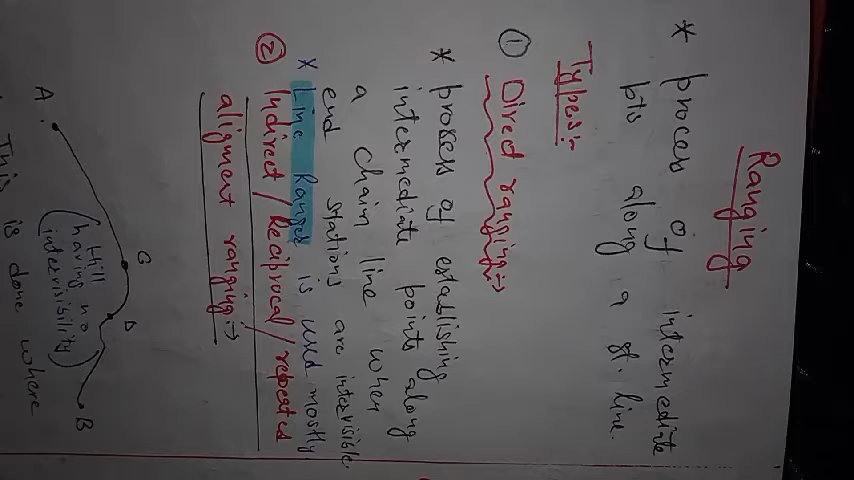 Ranging
* process of intermediate
pts along a st. line.
Types:-
① Direct ranging:→
* process of establishing
intermediate points along
a chain line when
end stations are intervisible.
* Line Ranger is used mostly
② Indirect / Reciprocal / repeated
aligment ranging:→
A
C
D
B
(Hill
having no
intervisibility)
This is done where